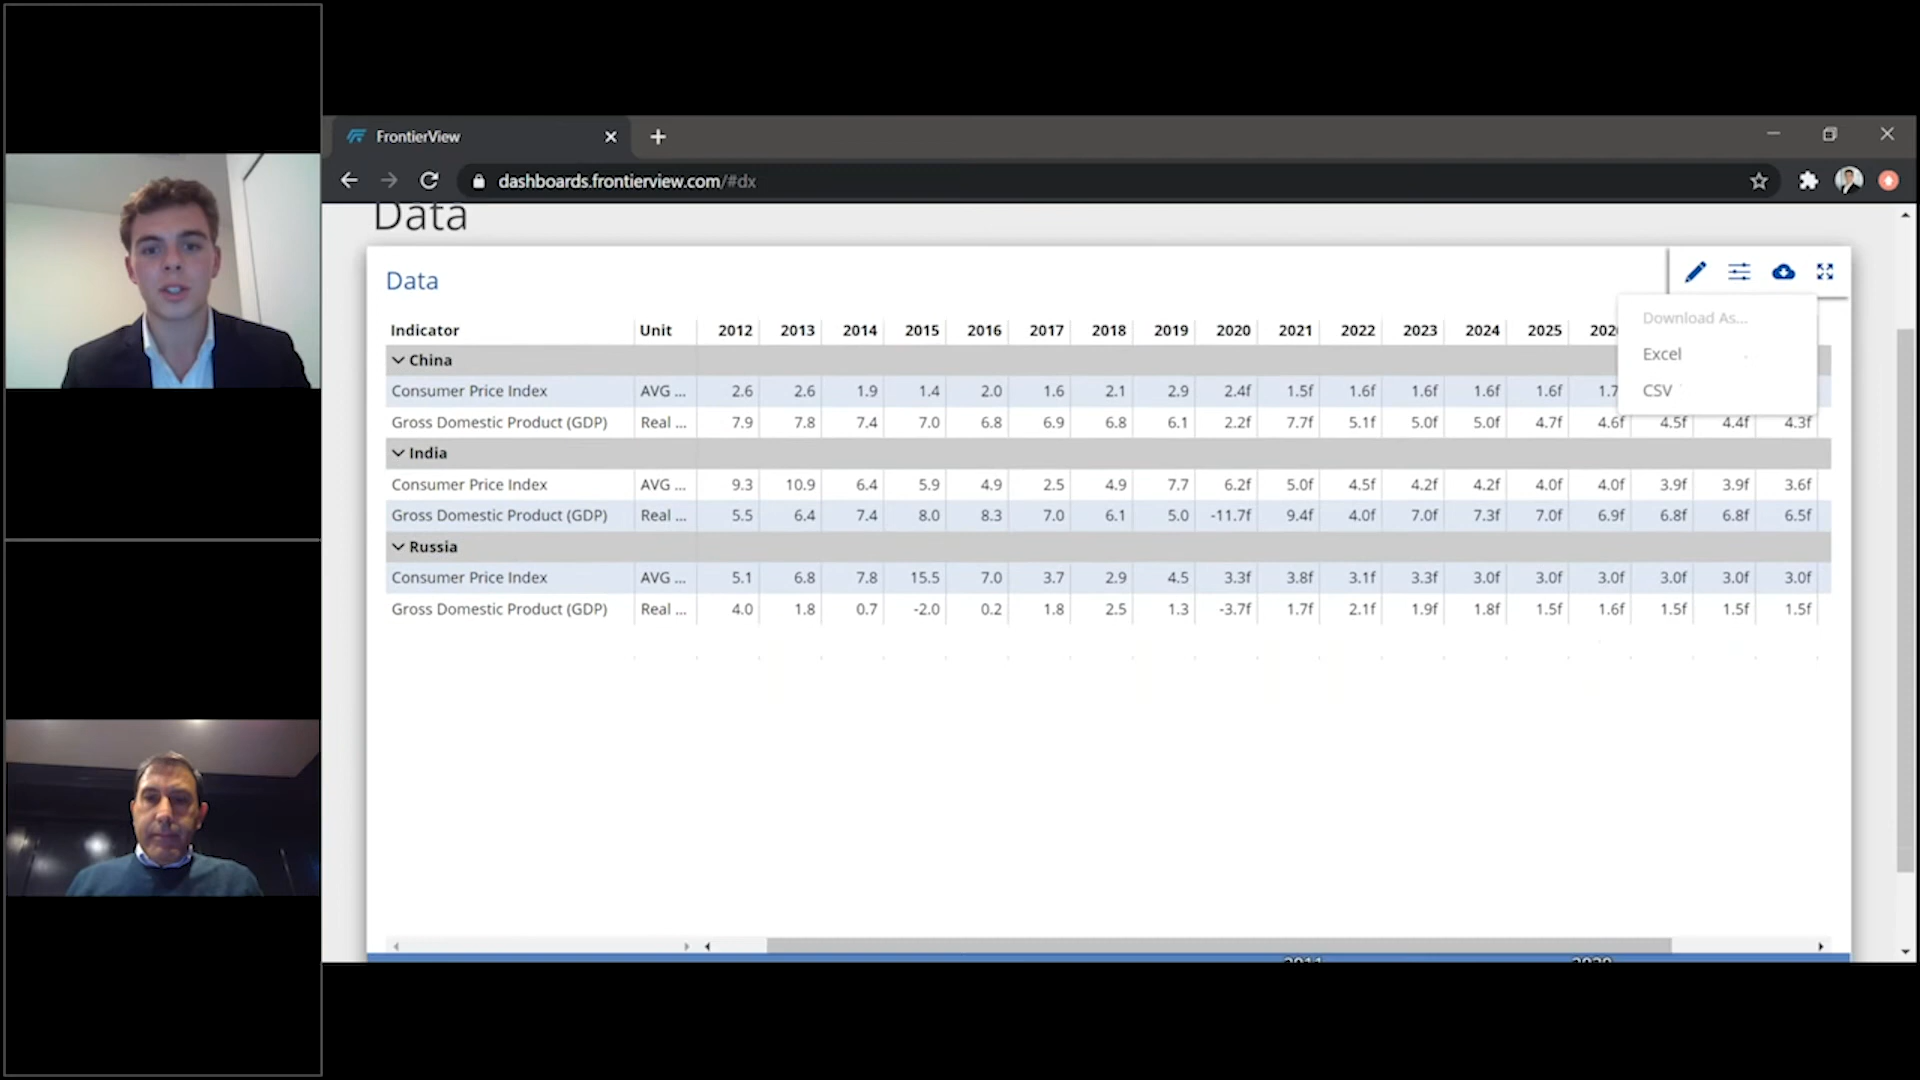 FrontierView
dashboards.frontierview.com/#dx
Data
Data
Indicator Unit 2012 2013 2014 2015 2016 2017 2018 2019 2020 2021 2022 2023 2024 2025
Download As...
Excel
CSV
China
Consumer Price Index AVG ... 2.6 2.6 1.9 1.4 2.0 1.6 2.1 2.9 2.4f 1.5f 1.6f 1.6f 1.6f 1.6f 1.7
Gross Domestic Product (GDP) Real ... 7.9 7.8 7.4 7.0 6.8 6.9 6.8 6.1 2.2f 7.7f 5.1f 5.0f 5.0f 4.7f 4.6f 4.5f 4.4f 4.3f
India
Consumer Price Index AVG ... 9.3 10.9 6.4 5.9 4.9 2.5 4.9 7.7 6.2f 5.0f 4.5f 4.2f 4.2f 4.0f 4.0f 3.9f 3.9f 3.6f
Gross Domestic Product (GDP) Real ... 5.5 6.4 7.4 8.0 8.3 7.0 6.1 5.0 -11.7f 9.4f 4.0f 7.0f 7.3f 7.0f 6.9f 6.8f 6.8f 6.5f
Russia
Consumer Price Index AVG ... 5.1 6.8 7.8 15.5 7.0 3.7 2.9 4.5 3.3f 3.8f 3.1f 3.3f 3.0f 3.0f 3.0f 3.0f 3.0f 3.0f
Gross Domestic Product (GDP) Real ... 4.0 1.8 0.7 -2.0 0.2 1.8 2.5 1.3 -3.7f 1.7f 2.1f 1.9f 1.8f 1.5f 1.6f 1.5f 1.5f 1.5f